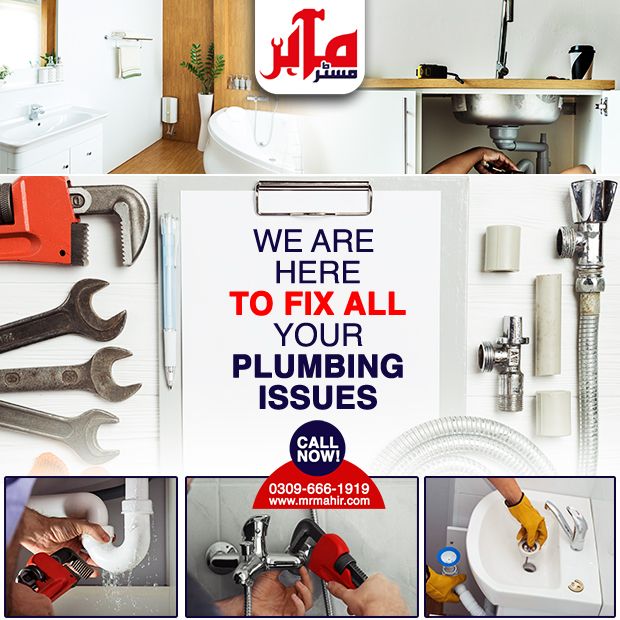 مسٹر ماہر
WE ARE
HERE
TO FIX ALL
YOUR
PLUMBING
ISSUES
CALL
NOW!
0309-666-1919
www.mrmahir.com